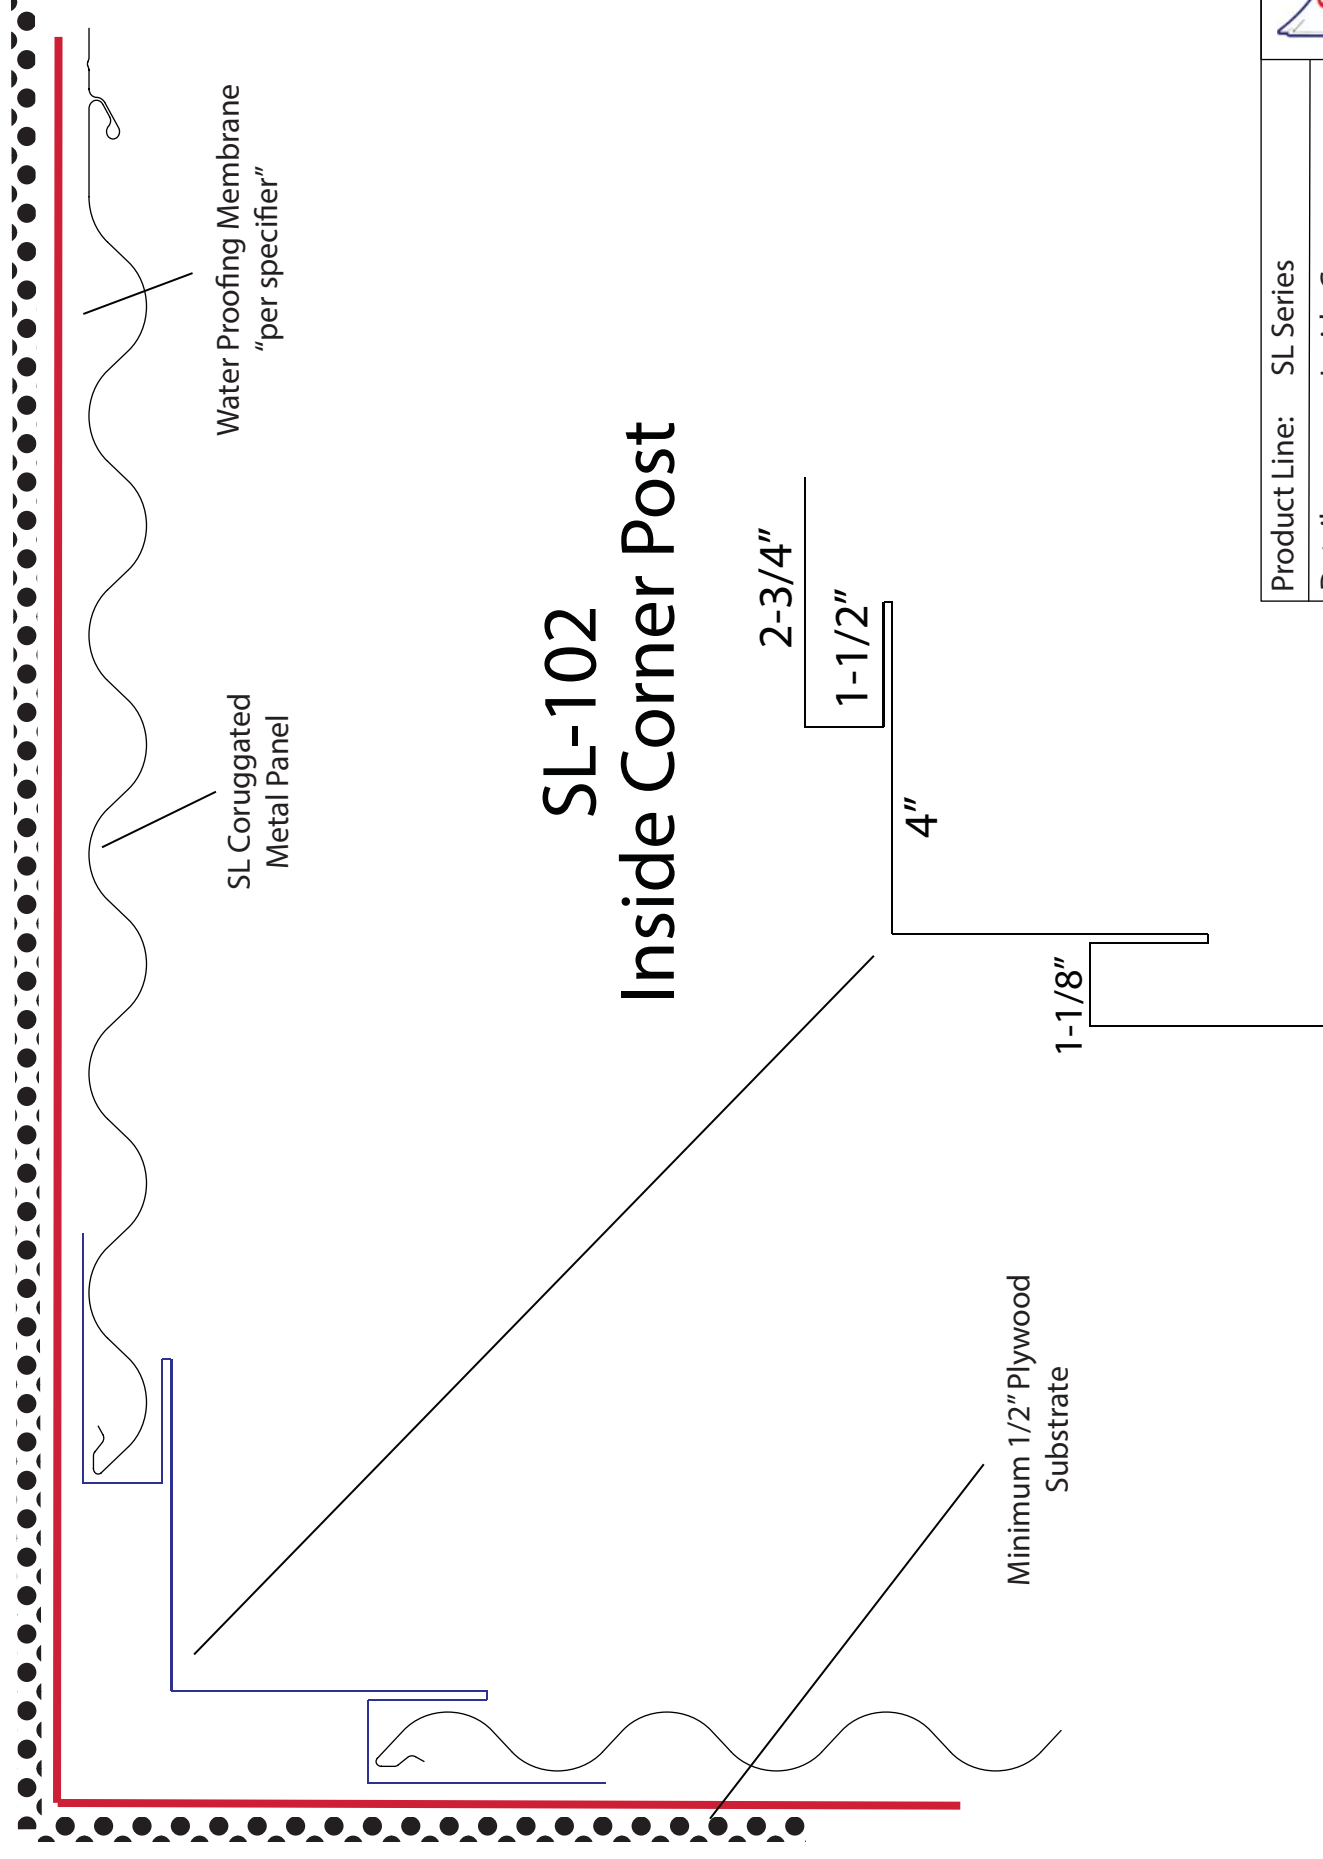 Water Proofing Membrane
“per specifier”
SL Coruggated
Metal Panel
SL-102
Inside Corner Post
2-3/4”
1-1/2”
4”
1-1/8”
Minimum 1/2” Plywood
Substrate
Product Line: SL Series